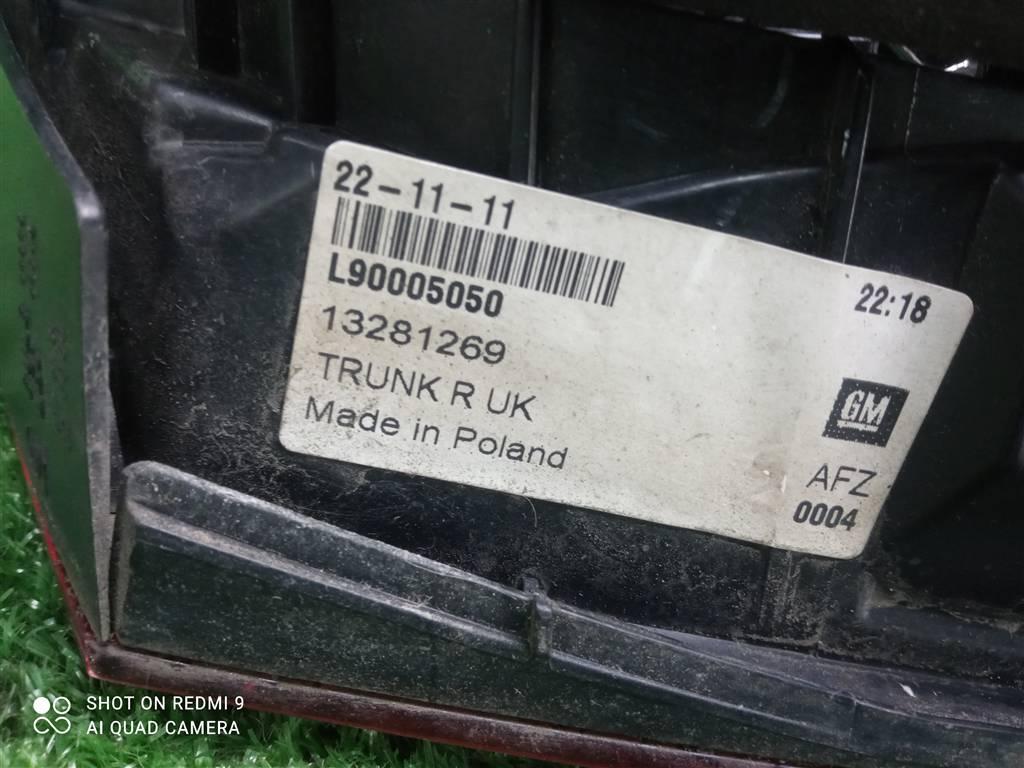 22-11-11
L90005050
22:18
13281269
TRUNK R UK
Made in Poland
GM
AFZ
0004
SHOT ON REDMI 9
AI QUAD CAMERA